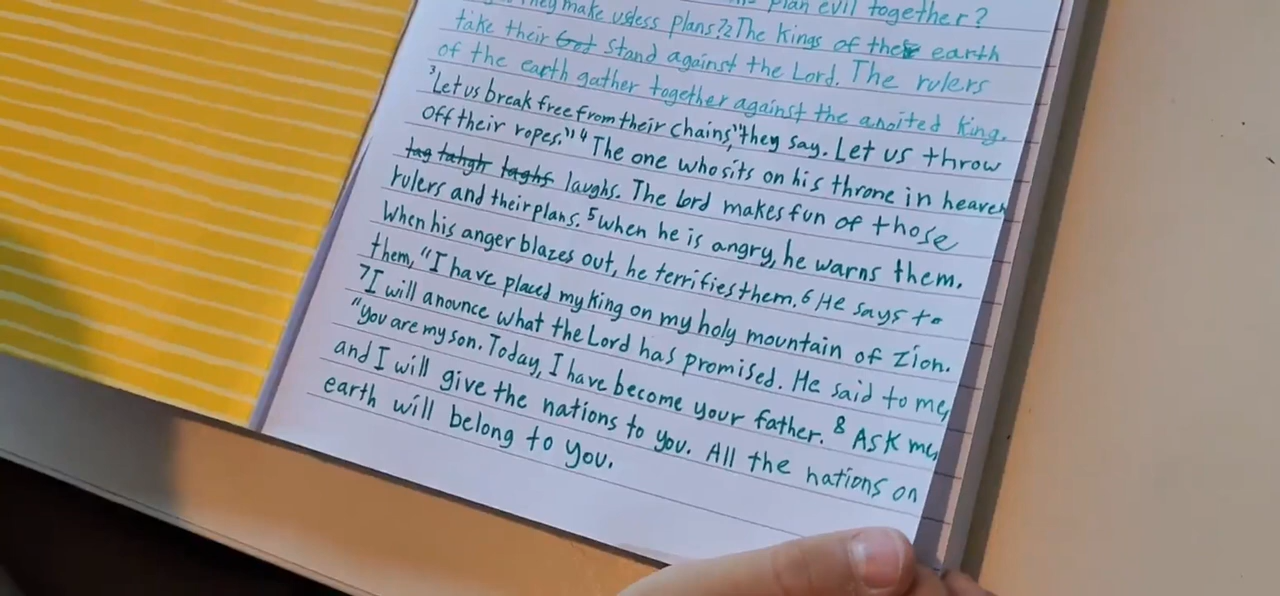 They make usless plans? 2 The kings of the earth
take their God stand against the Lord. The rulers
of the earth gather together against the anoited king.
3 "Let us break free from their chains," they say. Let us throw
off their ropes." 4 The one who sits on his throne in heaven
tag tahgh laghs laughs. The lord makes fun of those
rulers and their plans. 5 When he is angry, he warns them.
When his anger blazes out, he terrifies them. 6 He says to
them, "I have placed my king on my holy mountain of Zion.
7 I will anounce what the Lord has promised. He said to me,
"You are my son. Today, I have become your father. 8 Ask me,
and I will give the nations to you. All the nations on
earth will belong to you.